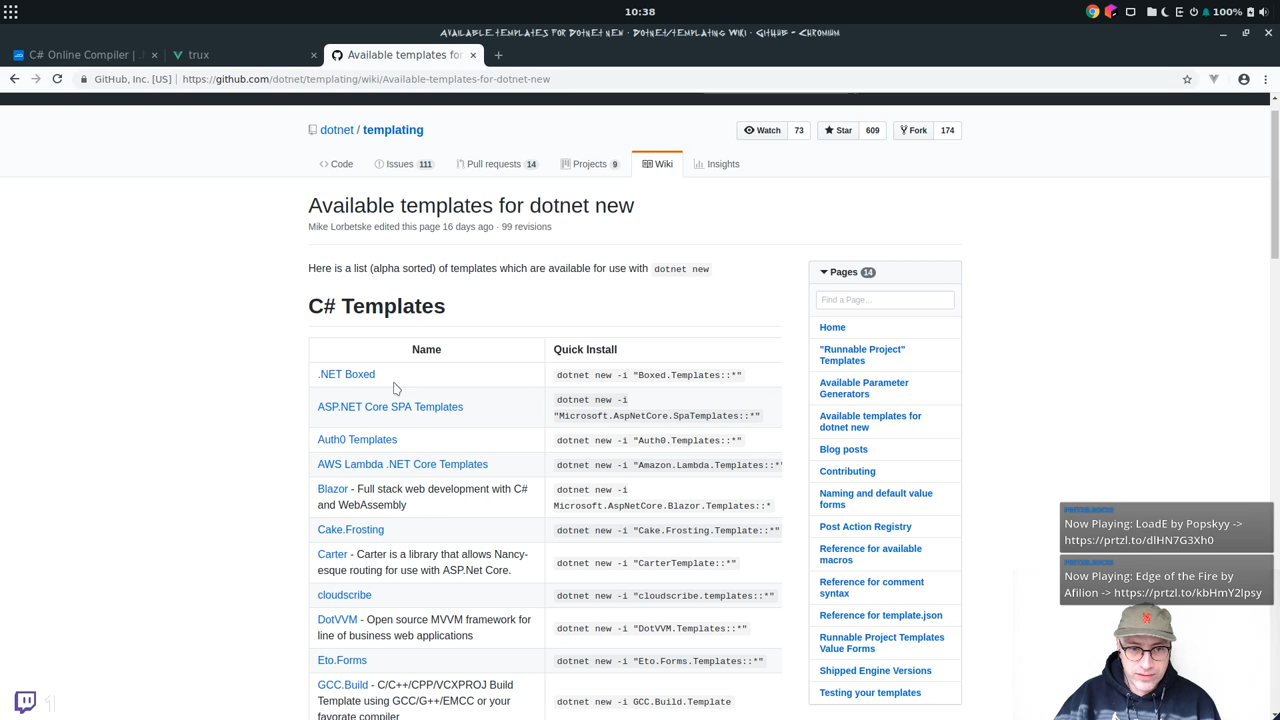 10:38
100%
AVAILABLE TEMPLATES FOR DOTNET NEW · DOTNET/TEMPLATING WIKI · GITHUB - CHROMIUM
C# Online Compiler | .
trux
Available templates for
GitHub, Inc. [US]
https://github.com/dotnet/templating/wiki/Available-templates-for-dotnet-new
dotnet / templating
Watch 73
Star 609
Fork 174
Code
Issues 111
Pull requests 14
Projects 9
Wiki
Insights
Available templates for dotnet new
Mike Lorbetske edited this page 16 days ago · 99 revisions
Here is a list (alpha sorted) of templates which are available for use with dotnet new
C# Templates
Name
Quick Install
.NET Boxed
dotnet new -i "Boxed.Templates::*"
ASP.NET Core SPA Templates
dotnet new -i
"Microsoft.AspNetCore.SpaTemplates::*"
Auth0 Templates
dotnet new -i "Auth0.Templates::*"
AWS Lambda .NET Core Templates
dotnet new -i "Amazon.Lambda.Templates::*"
Blazor - Full stack web development with C#
and WebAssembly
dotnet new -i
Microsoft.AspNetCore.Blazor.Templates::*
Cake.Frosting
dotnet new -i "Cake.Frosting.Template::*"
Carter - Carter is a library that allows Nancy-
esque routing for use with ASP.Net Core.
dotnet new -i "CarterTemplate::*"
cloudscribe
dotnet new -i "cloudscribe.templates::*"
DotVVM - Open source MVVM framework for
line of business web applications
dotnet new -i "DotVVM.Templates::*"
Eto.Forms
dotnet new -i "Eto.Forms.Templates::*"
GCC.Build - C/C++/CPP/VCXPROJ Build
Template using GCC/G++/EMCC or your
favorate compiler
dotnet new -i GCC.Build.Template
Pages 14
Find a Page...
Home
"Runnable Project"
Templates
Available Parameter
Generators
Available templates for
dotnet new
Blog posts
Contributing
Naming and default value
forms
Post Action Registry
Reference for available
macros
Reference for comment
syntax
Reference for template.json
Runnable Project Templates
Value Forms
Shipped Engine Versions
Testing your templates
Now Playing: LoadE by Popskyy ->
https://prtzl.to/dlHN7G3Xh0
Now Playing: Edge of the Fire by
Afilion -> https://prtzl.to/kbHmY2lpsy